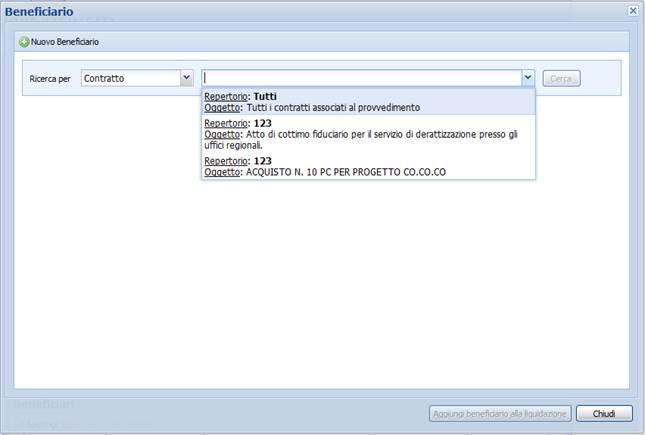 Beneficiario
Nuovo Beneficiario
Ricerca per Contratto Cerca
Repertorio: Tutti
Oggetto: Tutti i contratti associati al provvedimento
Repertorio: 123
Oggetto: Atto di cottimo fiduciario per il servizio di derattizzazione presso gli
uffici regionali.
Repertorio: 123
Oggetto: ACQUISTO N. 10 PC PER PROGETTO CO.CO.CO
Beneficiari
Aggiungi beneficiario alla liquidazione Chiudi